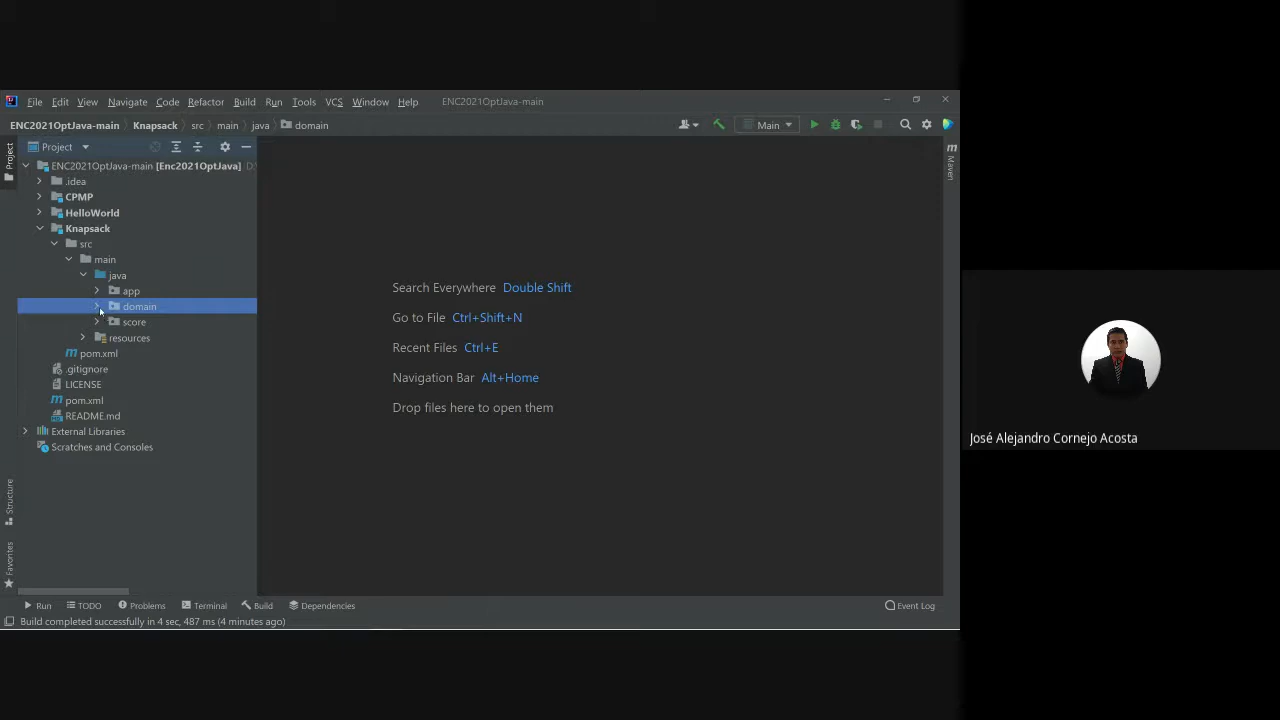 File Edit View Navigate Code Refactor Build Run Tools VCS Window Help ENC2021OptJava-main
ENC2021OptJava-main Knapsack src main java domain Main
Project
ENC2021OptJava-main [Enc2021OptJava] D:
.idea
CPMP
HelloWorld
Knapsack
src
main
java
app
domain
score
resources
pom.xml
.gitignore
LICENSE
pom.xml
README.md
External Libraries
Scratches and Consoles
Project
Structure
Favorites
Search Everywhere Double Shift
Go to File Ctrl+Shift+N
Recent Files Ctrl+E
Navigation Bar Alt+Home
Drop files here to open them
m
Maven
José Alejandro Cornejo Acosta
Run TODO Problems Terminal Build Dependencies Event Log
Build completed successfully in 4 sec, 487 ms (4 minutes ago)